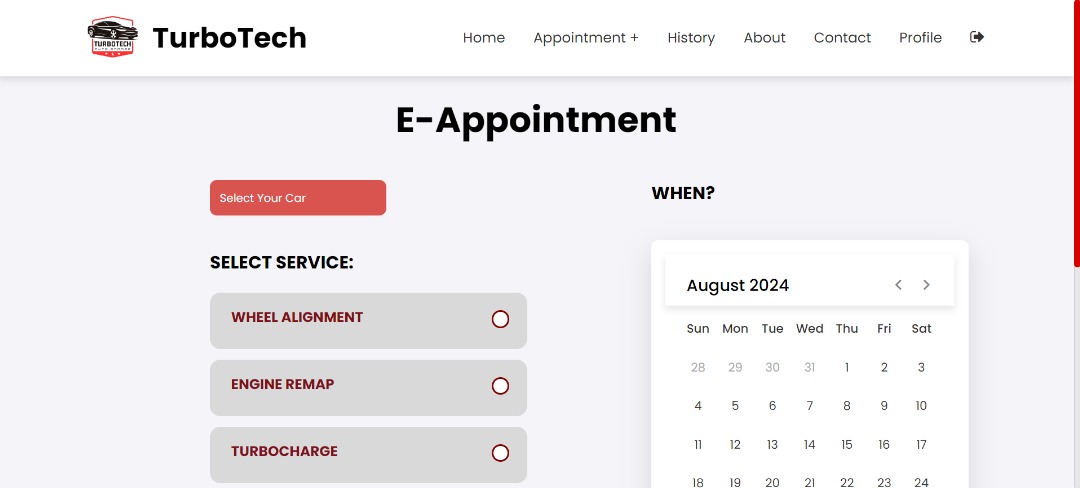 TURBOTECH
TurboTech
Home Appointment + History About Contact Profile
E-Appointment
Select Your Car
SELECT SERVICE:
WHEEL ALIGNMENT
ENGINE REMAP
TURBOCHARGE
WHEN?
August 2024
Sun Mon Tue Wed Thu Fri Sat
28 29 30 31 1 2 3
4 5 6 7 8 9 10
11 12 13 14 15 16 17
18 19 20 21 22 23 24